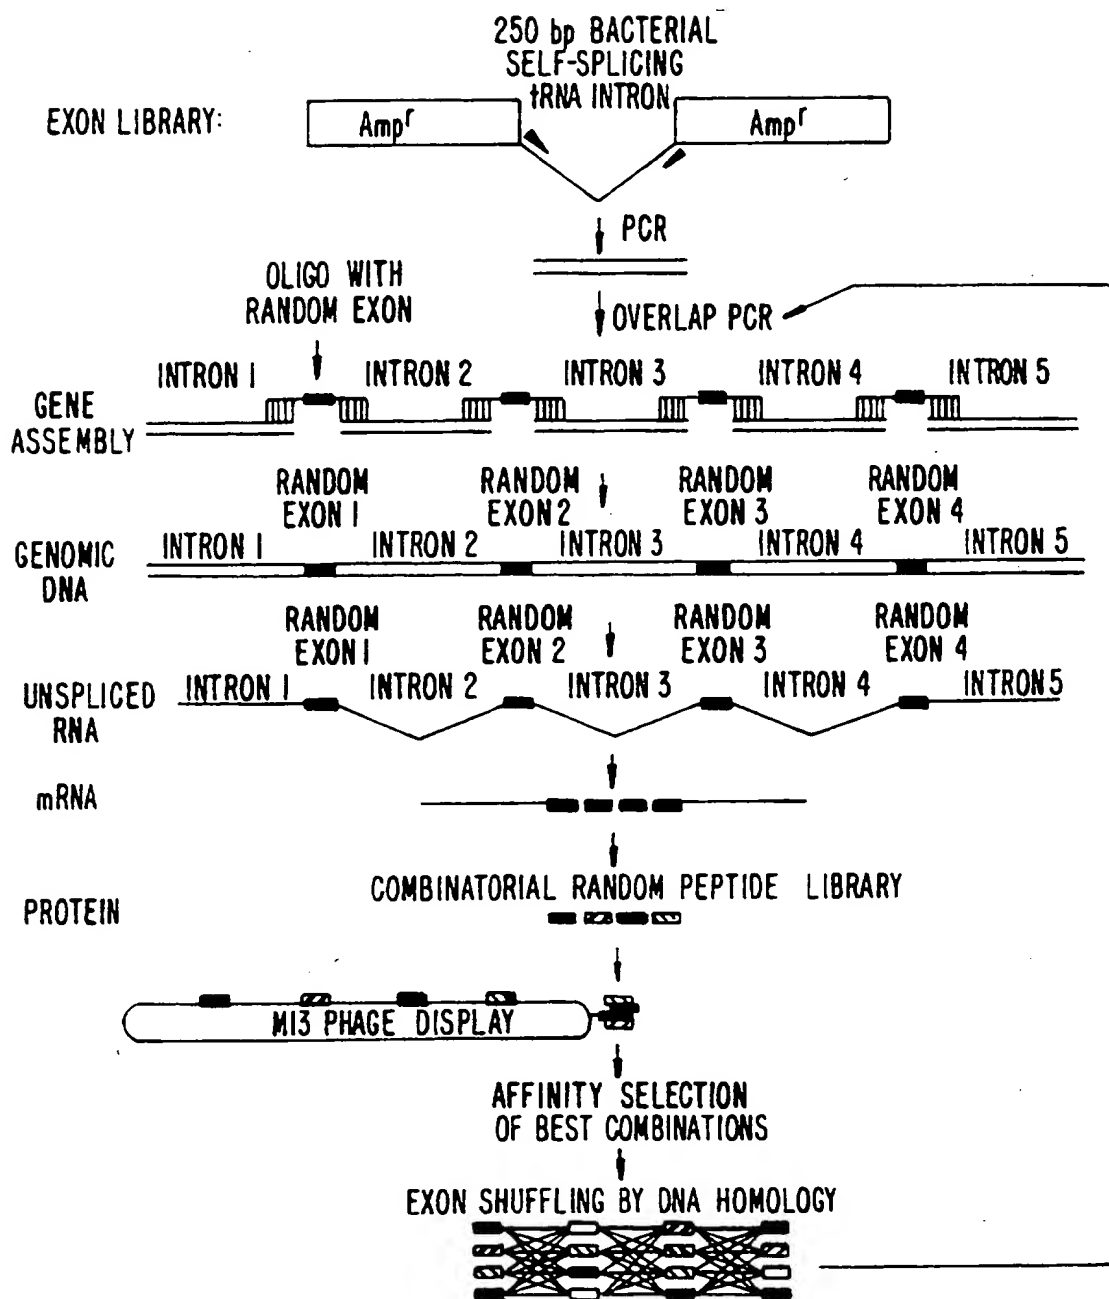 250 bp BACTERIAL
SELF-SPLICING
tRNA INTRON
EXON LIBRARY:
Ampʳ
Ampʳ
PCR
OLIGO WITH
RANDOM EXON
OVERLAP PCR
INTRON 1
INTRON 2
INTRON 3
INTRON 4
INTRON 5
GENE
ASSEMBLY
RANDOM
EXON 1
RANDOM
EXON 2
RANDOM
EXON 3
RANDOM
EXON 4
GENOMIC
DNA
INTRON 1
INTRON 2
INTRON 3
INTRON 4
INTRON 5
RANDOM
EXON 1
RANDOM
EXON 2
RANDOM
EXON 3
RANDOM
EXON 4
UNSPLICED
RNA
INTRON 1
INTRON 2
INTRON 3
INTRON 4
INTRON 5
mRNA
PROTEIN
COMBINATORIAL RANDOM PEPTIDE LIBRARY
M13 PHAGE DISPLAY
AFFINITY SELECTION
OF BEST COMBINATIONS
EXON SHUFFLING BY DNA HOMOLOGY